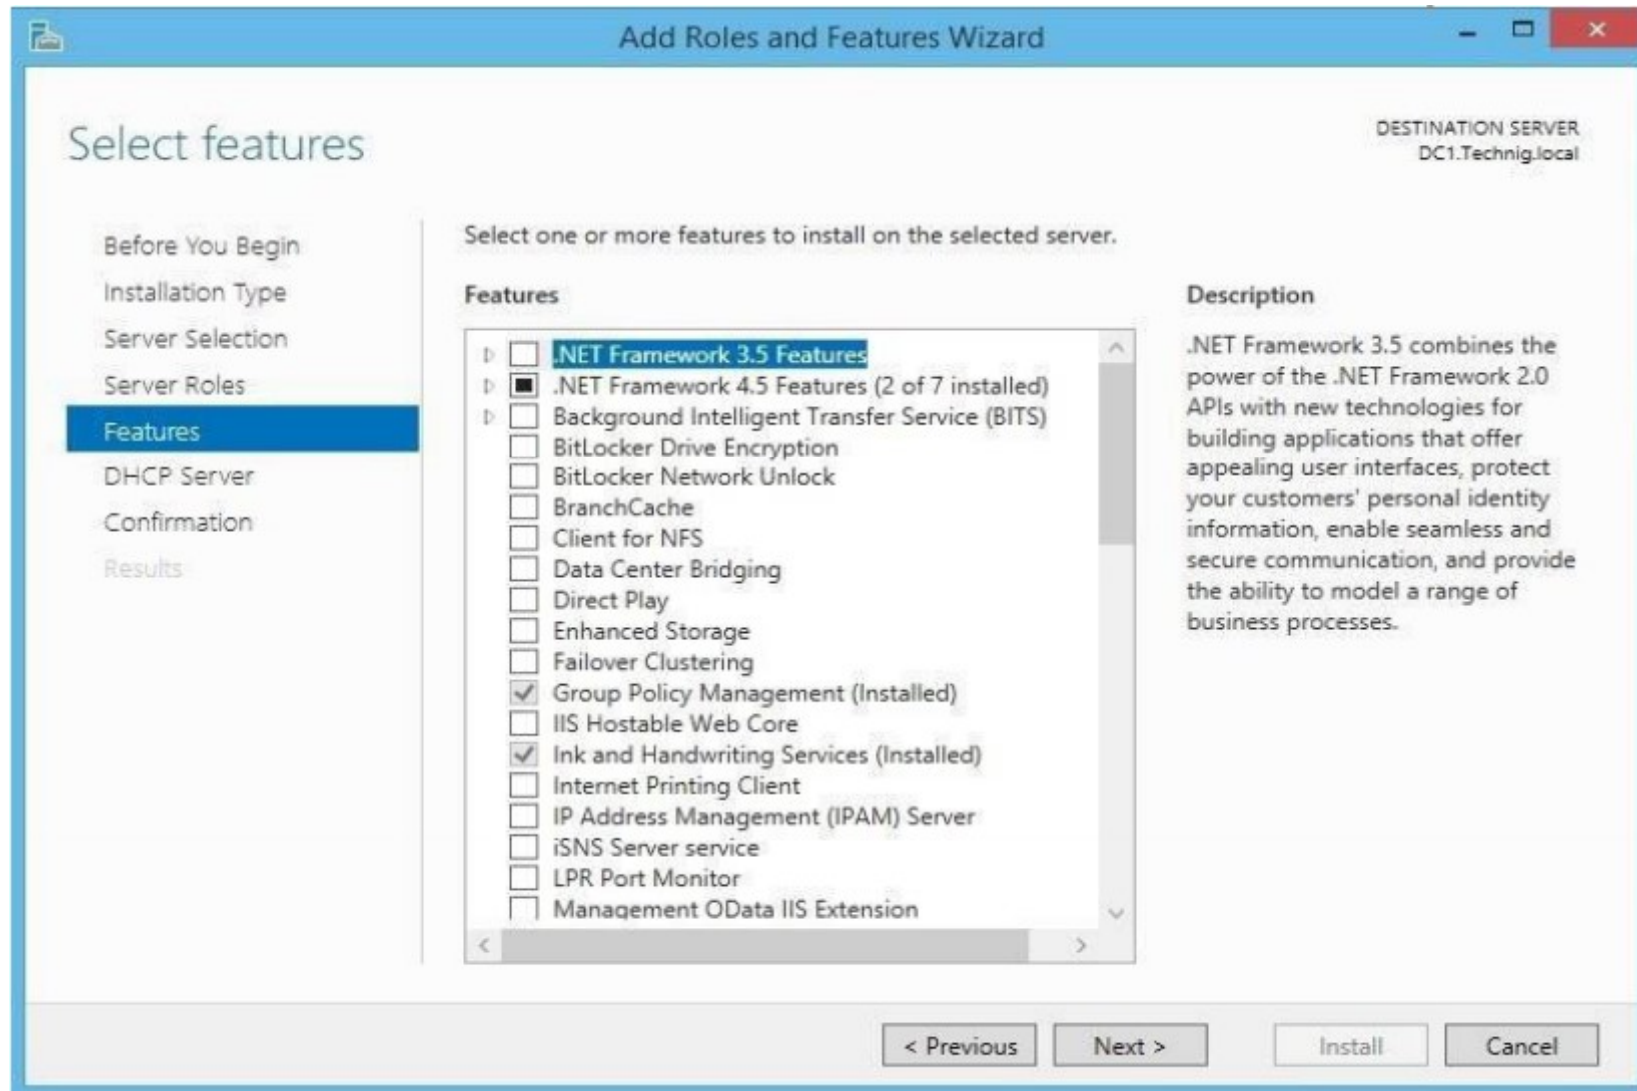 Add Roles and Features Wizard
Select features
DESTINATION SERVER
DC1.Technig.local
Before You Begin
Installation Type
Server Selection
Server Roles
Features
DHCP Server
Confirmation
Results
Select one or more features to install on the selected server.
Features
.NET Framework 3.5 Features
.NET Framework 4.5 Features (2 of 7 installed)
Background Intelligent Transfer Service (BITS)
BitLocker Drive Encryption
BitLocker Network Unlock
BranchCache
Client for NFS
Data Center Bridging
Direct Play
Enhanced Storage
Failover Clustering
Group Policy Management (Installed)
IIS Hostable Web Core
Ink and Handwriting Services (Installed)
Internet Printing Client
IP Address Management (IPAM) Server
iSNS Server service
LPR Port Monitor
Management OData IIS Extension
Description
.NET Framework 3.5 combines the
power of the .NET Framework 2.0
APIs with new technologies for
building applications that offer
appealing user interfaces, protect
your customers' personal identity
information, enable seamless and
secure communication, and provide
the ability to model a range of
business processes.
< Previous
Next >
Install
Cancel